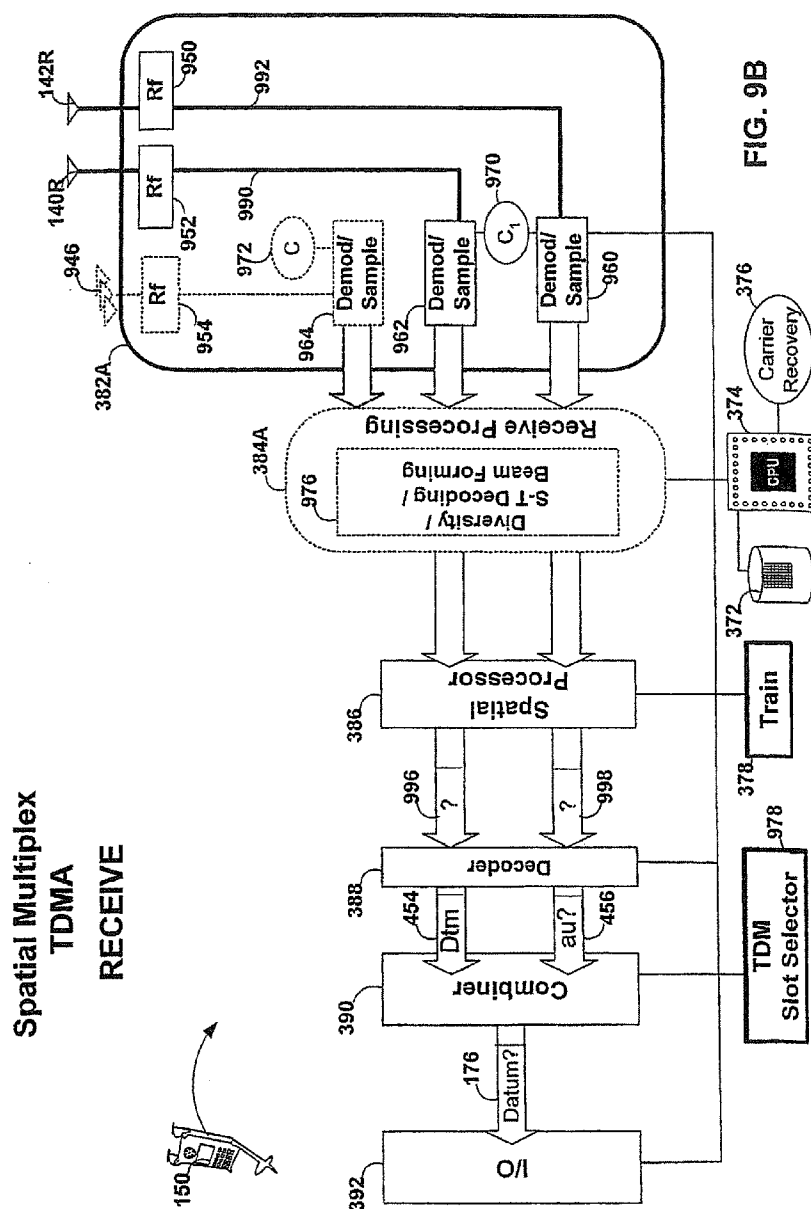 Spatial Multiplex
TDMA
RECEIVE
150
142R
140R
946
382A
Rf
954
Rf
952
Rf
950
990
992
C
972
C1
970
Demod/
Sample
964
Demod/
Sample
962
Demod/
Sample
960
384A
Receive Processing
976
Diversity /
S-T Decoding /
Beam Forming
386
Spatial
Processor
996
?
998
?
388
Decoder
454
Dtm
456
au?
390
Combiner
176
Datum?
392
I/O
376
Carrier
Recovery
374
CPU
372
378
Train
978
TDM
Slot Selector
FIG. 9B